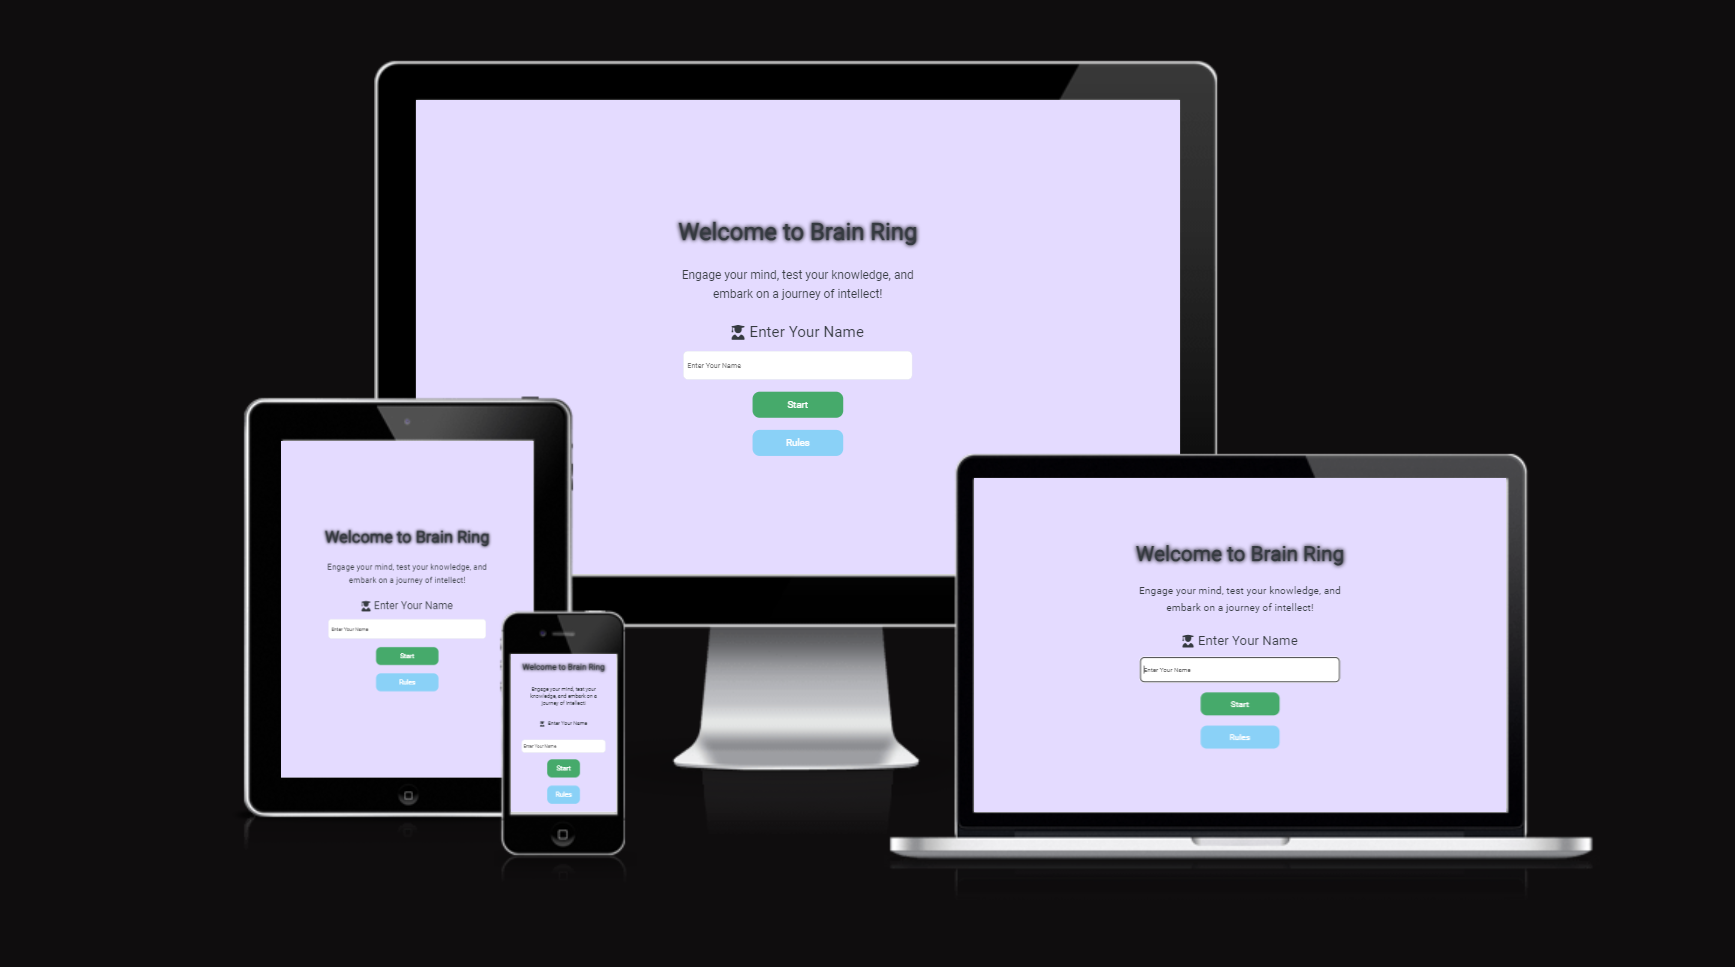 Welcome to Brain Ring
Engage your mind, test your knowledge, and
embark on a journey of intellect!
Enter Your Name
Enter Your Name
Start
Rules
Welcome to Brain Ring
Engage your mind, test your knowledge, and
embark on a journey of intellect!
Enter Your Name
Enter Your Name
Start
Rules
Welcome to Brain Ring
Engage your mind, test your
knowledge, and embark on a
journey of intellect!
Enter Your Name
Enter Your Name
Start
Rules
Welcome to Brain Ring
Engage your mind, test your knowledge, and
embark on a journey of intellect!
Enter Your Name
Enter Your Name
Start
Rules